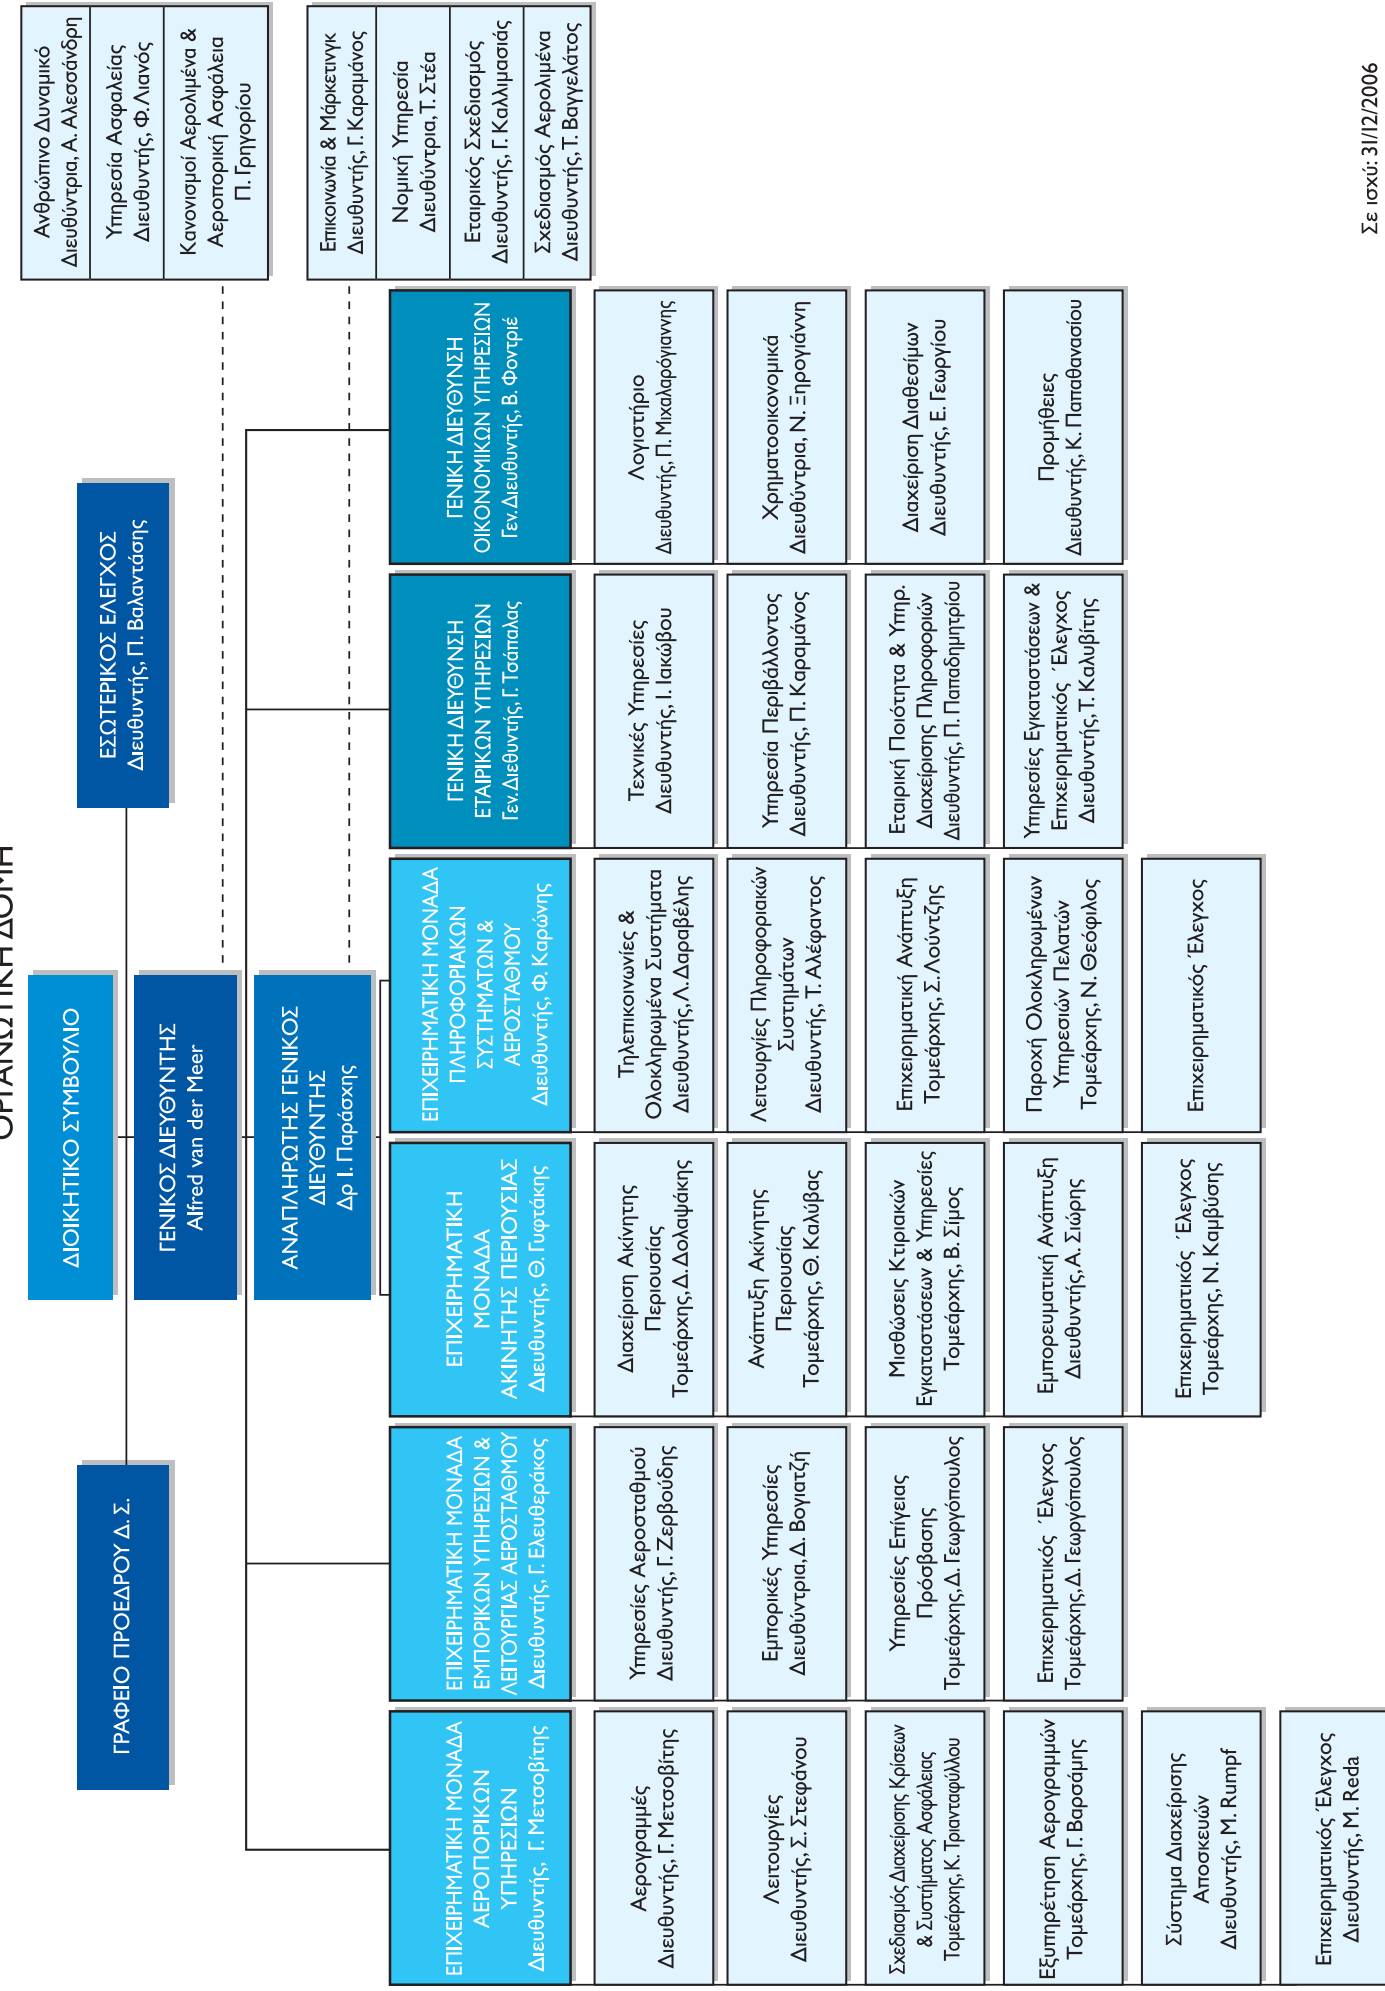 ΟΡΓΑΝΩΤΙΚΗ ΔΟΜΗ
ΔΙΟΙΚΗΤΙΚΟ ΣΥΜΒΟΥΛΙΟ
ΓΡΑΦΕΙΟ ΠΡΟΕΔΡΟΥ Δ. Σ.
ΕΣΩΤΕΡΙΚΟΣ ΕΛΕΓΧΟΣ
Διευθυντής, Π. Βαλαντάσης
ΓΕΝΙΚΟΣ ΔΙΕΥΘΥΝΤΗΣ
Alfred van der Meer
ΑΝΑΠΛΗΡΩΤΗΣ ΓΕΝΙΚΟΣ
ΔΙΕΥΘΥΝΤΗΣ
Δρ Ι. Παράσχης
Ανθρώπινο Δυναμικό
Διευθύντρια, Α. Αλεσσάνδρη
Υπηρεσία Ασφαλείας
Διευθυντής, Φ. Λιανός
Κανονισμοί Αερολιμένα &
Αεροπορική Ασφάλεια
Π. Γρηγορίου
Επικοινωνία & Μάρκετινγκ
Διευθυντής, Γ. Καραμάνος
Νομική Υπηρεσία
Διευθύντρια, Τ. Στέα
Εταιρικός Σχεδιασμός
Διευθυντής, Γ. Καλλιμασιάς
Σχεδιασμός Αερολιμένα
Διευθυντής, Τ. Βαγγελάτος
ΕΠΙΧΕΙΡΗΜΑΤΙΚΗ ΜΟΝΑΔΑ
ΑΕΡΟΠΟΡΙΚΩΝ
ΥΠΗΡΕΣΙΩΝ
Διευθυντής, Γ. Μετσοβίτης
Αερογραμμές
Διευθυντής, Γ. Μετσοβίτης
Λειτουργίες
Διευθυντής, Σ. Στεφάνου
Σχεδιασμός Διαχείρισης Κρίσεων
& Συστήματος Ασφάλειας
Τομεάρχης, Κ. Τριανταφύλλου
Εξυπηρέτηση Αερογραμμών
Τομεάρχης, Γ. Βαρσάμης
Σύστημα Διαχείρισης
Αποσκευών
Διευθυντής, M. Rumpf
Επιχειρηματικός Έλεγχος
Διευθυντής, M. Reda
ΕΠΙΧΕΙΡΗΜΑΤΙΚΗ ΜΟΝΑΔΑ
ΕΜΠΟΡΙΚΩΝ ΥΠΗΡΕΣΙΩΝ &
ΛΕΙΤΟΥΡΓΙΑΣ ΑΕΡΟΣΤΑΘΜΟΥ
Διευθυντής, Γ. Ελευθεράκος
Υπηρεσίες Αεροσταθμού
Διευθυντής, Γ. Ζερβούδης
Εμπορικές Υπηρεσίες
Διευθύντρια, Δ. Βογιατζή
Υπηρεσίες Επίγειας
Πρόσβασης
Τομεάρχης, Δ. Γεωργόπουλος
Επιχειρηματικός Έλεγχος
Τομεάρχης, Δ. Γεωργόπουλος
ΕΠΙΧΕΙΡΗΜΑΤΙΚΗ
ΜΟΝΑΔΑ
ΑΚΙΝΗΤΗΣ ΠΕΡΙΟΥΣΙΑΣ
Διευθυντής, Θ. Γυφτάκης
Διαχείριση Ακίνητης
Περιουσίας
Τομεάρχης, Δ. Δολαψάκης
Ανάπτυξη Ακίνητης
Περιουσίας
Τομεάρχης, Θ. Καλύβας
Μισθώσεις Κτιριακών
Εγκαταστάσεων & Υπηρεσίες
Τομεάρχης, Β. Σίμος
Εμπορευματική Ανάπτυξη
Διευθυντής, Α. Σιώρης
Επιχειρηματικός Έλεγχος
Τομεάρχης, Ν. Καμβύσης
ΕΠΙΧΕΙΡΗΜΑΤΙΚΗ ΜΟΝΑΔΑ
ΠΛΗΡΟΦΟΡΙΑΚΩΝ
ΣΥΣΤΗΜΑΤΩΝ &
ΑΕΡΟΣΤΑΘΜΟΥ
Διευθυντής, Φ. Καρώνης
Τηλεπικοινωνίες &
Ολοκληρωμένα Συστήματα
Διευθυντής, Λ. Δαραβέλης
Λειτουργίες Πληροφοριακών
Συστημάτων
Διευθυντής, Τ. Αλέφαντος
Επιχειρηματική Ανάπτυξη
Τομεάρχης, Σ. Λούντζης
Παροχή Ολοκληρωμένων
Υπηρεσιών Πελατών
Τομεάρχης, Ν. Θεόφιλος
Επιχειρηματικός Έλεγχος
ΓΕΝΙΚΗ ΔΙΕΥΘΥΝΣΗ
ΕΤΑΙΡΙΚΩΝ ΥΠΗΡΕΣΙΩΝ
Γεν. Διεθυντής, Γ. Τσάπαλας
Τεχνικές Υπηρεσίες
Διευθυντής, Ι. Ιακώβου
Υπηρεσία Περιβάλλοντος
Διευθυντής, Π. Καραμάνος
Εταιρική Ποιότητα & Υπηρ.
Διαχείρισης Πληροφοριών
Διευθυντής, Π. Παπαδημητρίου
Υπηρεσίες Εγκαταστάσεων &
Επιχειρηματικός Έλεγχος
Διευθυντής, Τ. Καλυβίτης
ΓΕΝΙΚΗ ΔΙΕΥΘΥΝΣΗ
ΟΙΚΟΝΟΜΙΚΩΝ ΥΠΗΡΕΣΙΩΝ
Γεν. Διευθυντής, Β. Φοντριέ
Λογιστήριο
Διευθυντής, Π. Μιχαλαρόγιαννης
Χρηματοοικονομικά
Διευθύντρια, Ν. Ξηρογιάννη
Διαχείριση Διαθεσίμων
Διευθυντής, Ε. Γεωργίου
Προμήθειες
Διευθυντής, Κ. Παπαθανασίου
Σε ισχύ: 31/12/2006